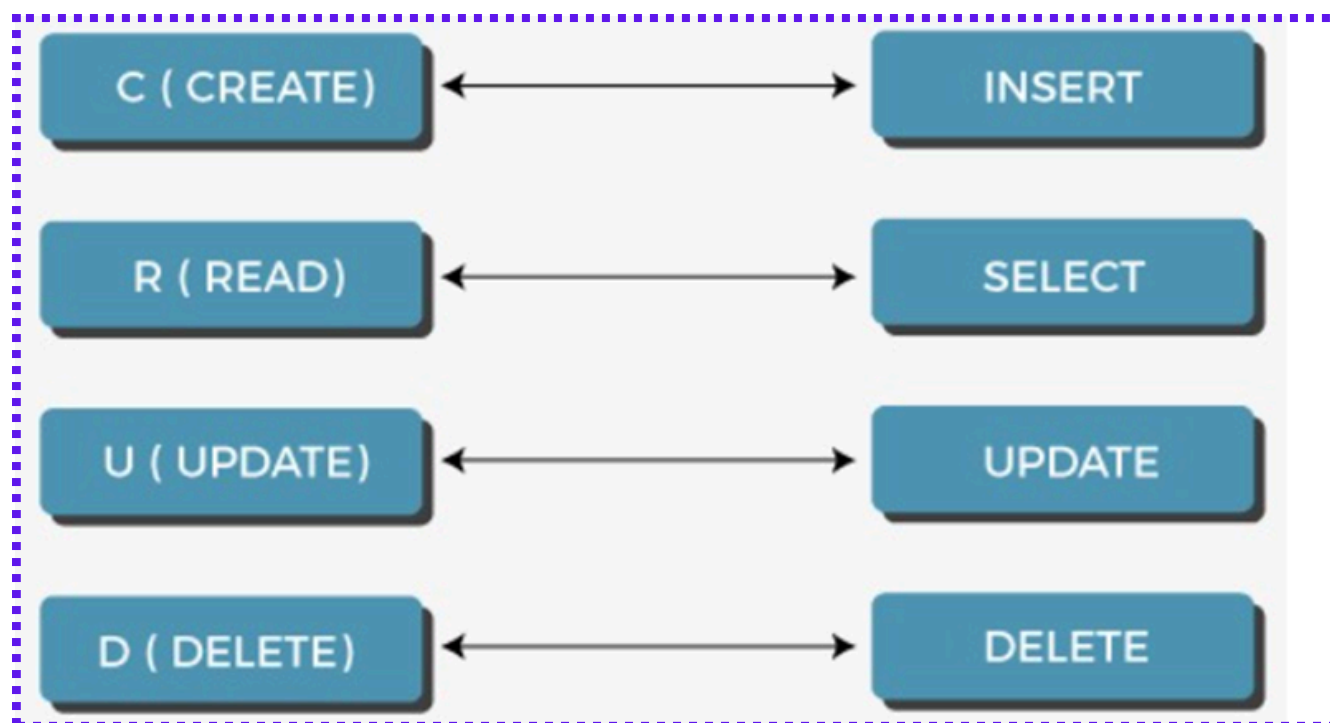 C ( CREATE)
INSERT
R ( READ)
SELECT
U ( UPDATE)
UPDATE
D ( DELETE)
DELETE